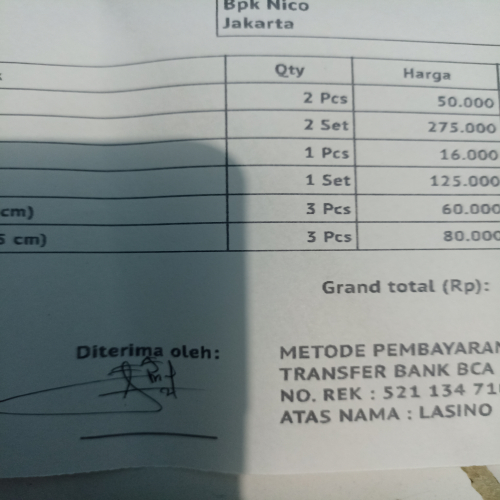 Bpk Nico
Jakarta
Qty Harga
2 Pcs 50.000
2 Set 275.000
1 Pcs 16.000
1 Set 125.000
cm) 3 Pcs 60.000
cm) 3 Pcs 80.000
Grand total (Rp):
Diterima oleh:
METODE PEMBAYARAN
TRANSFER BANK BCA
NO. REK : 521 134 71
ATAS NAMA : LASINO